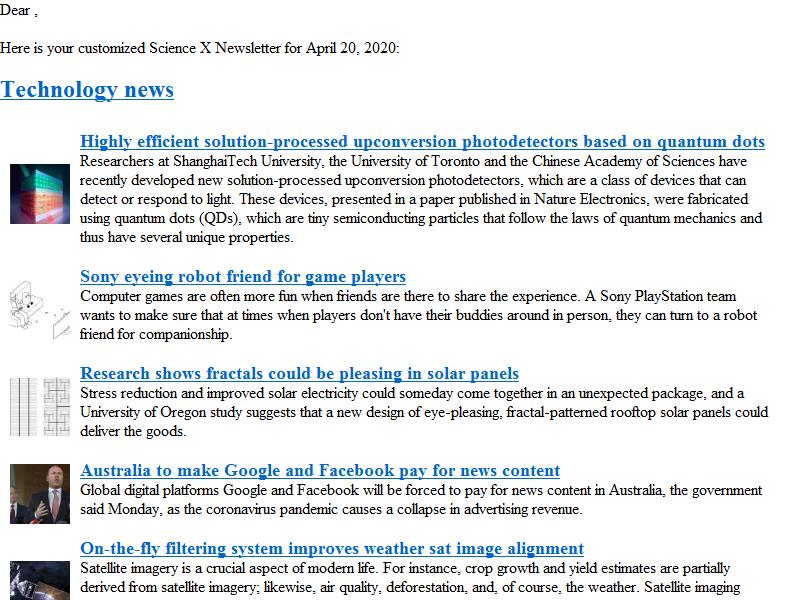 Dear ,
Here is your customized Science X Newsletter for April 20, 2020:
Technology news
Highly efficient solution-processed upconversion photodetectors based on quantum dots
Researchers at ShanghaiTech University, the University of Toronto and the Chinese Academy of Sciences have
recently developed new solution-processed upconversion photodetectors, which are a class of devices that can
detect or respond to light. These devices, presented in a paper published in Nature Electronics, were fabricated
using quantum dots (QDs), which are tiny semiconducting particles that follow the laws of quantum mechanics and
thus have several unique properties.
Sony eyeing robot friend for game players
Computer games are often more fun when friends are there to share the experience. A Sony PlayStation team
wants to make sure that at times when players don't have their buddies around in person, they can turn to a robot
friend for companionship.
Research shows fractals could be pleasing in solar panels
Stress reduction and improved solar electricity could someday come together in an unexpected package, and a
University of Oregon study suggests that a new design of eye-pleasing, fractal-patterned rooftop solar panels could
deliver the goods.
Australia to make Google and Facebook pay for news content
Global digital platforms Google and Facebook will be forced to pay for news content in Australia, the government
said Monday, as the coronavirus pandemic causes a collapse in advertising revenue.
On-the-fly filtering system improves weather sat image alignment
Satellite imagery is a crucial aspect of modern life. For instance, crop growth and yield estimates are partially
derived from satellite imagery; likewise, air quality, deforestation, and, of course, the weather. Satellite imaging